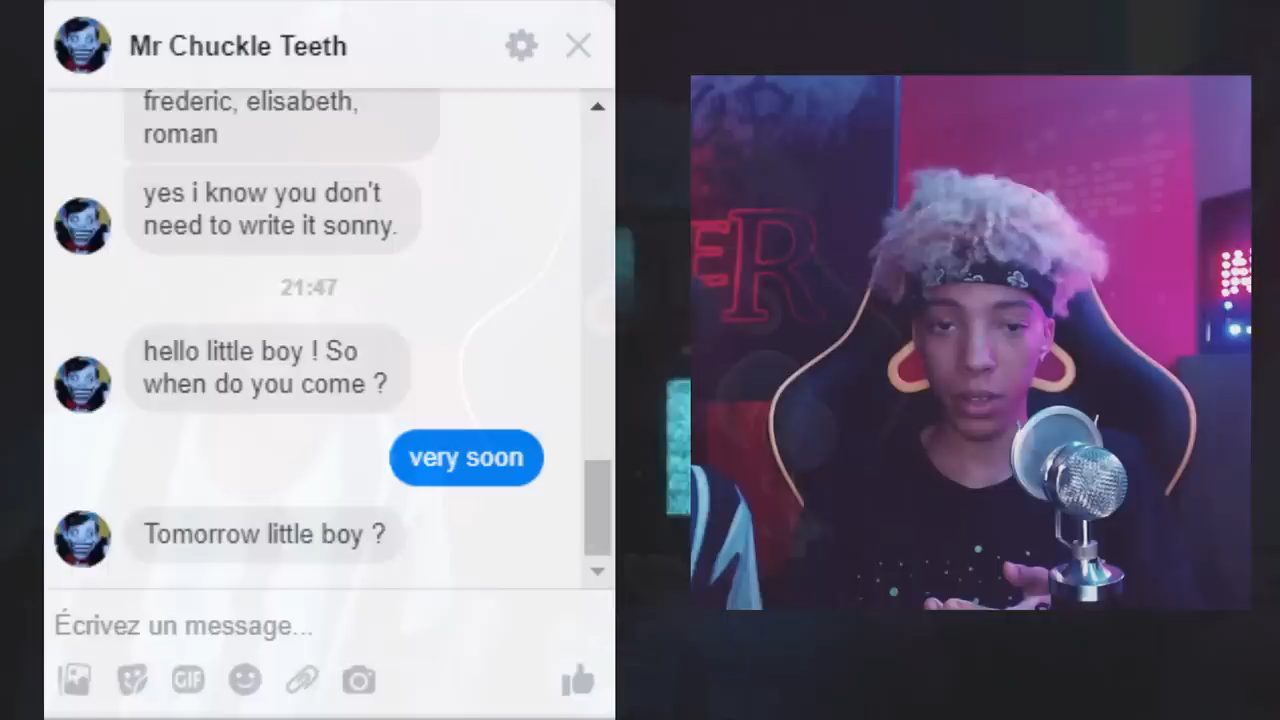 Mr Chuckle Teeth
frederic, elisabeth,
roman
yes i know you don't
need to write it sonny.
21:47
hello little boy ! So
when do you come ?
very soon
Tomorrow little boy ?
Écrivez un message...
GIF
ER